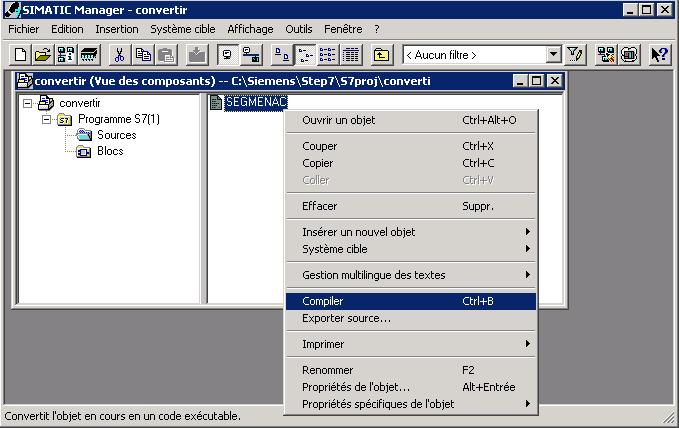 SIMATIC Manager - convertir
Fichier Edition Insertion Système cible Affichage Outils Fenêtre ?
< Aucun filtre >
convertir (Vue des composants) -- C:\Siemens\Step7\S7proj\converti
convertir
Programme S7(1)
Sources
Blocs
SEGMENAC
Ouvrir un objet Ctrl+Alt+O
Couper Ctrl+X
Copier Ctrl+C
Coller Ctrl+V
Effacer Suppr.
Insérer un nouvel objet
Système cible
Gestion multilingue des textes
Compiler Ctrl+B
Exporter source...
Imprimer
Renommer F2
Propriétés de l'objet... Alt+Entrée
Propriétés spécifiques de l'objet
Convertit l'objet en cours en un code exécutable.